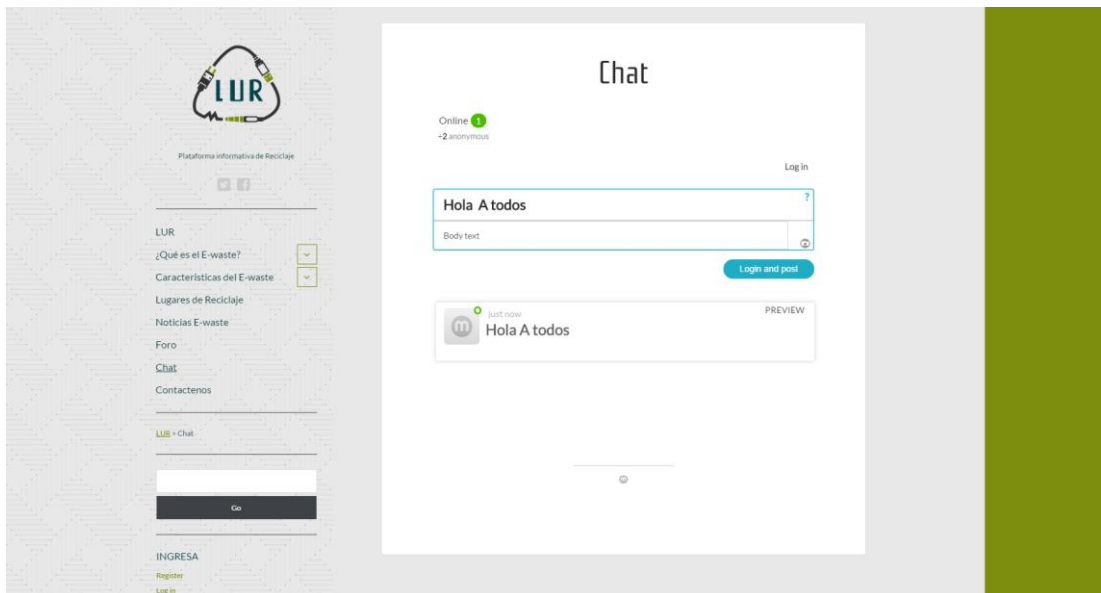 LUR
Plataforma informativa de Reciclaje
LUR
¿Qué es el E-waste?
Características del E-waste
Lugares de Reciclaje
Noticias E-waste
Foro
Chat
Contactenos
LUR » Chat
Go
INGRESA
Register
Log in
Chat
Online 1
+2 anonymous
Log in
Hola A todos
?
Body text
Login and post
just now
PREVIEW
Hola A todos